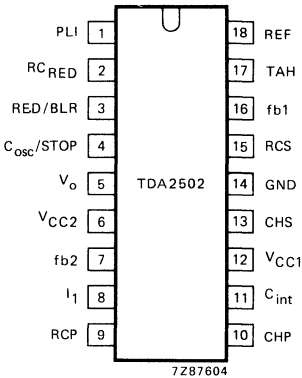 PLI 1 18 REF
RCRED 2 17 TAH
RED/BLR 3 16 fb1
Cosc/STOP 4 15 RCS
Vo 5 TDA2502 14 GND
VCC2 6 13 CHS
fb2 7 12 VCC1
I1 8 11 Cint
RCP 9 10 CHP
7Z87604